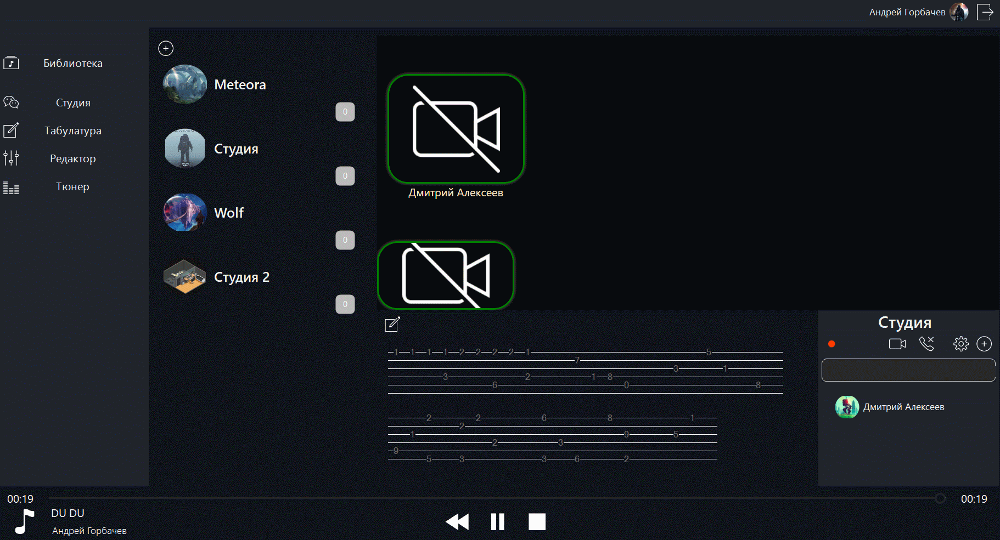 Андрей Горбачев
Библиотека
Студия
Табулатура
Редактор
Тюнер
Meteora
0
Студия
0
Wolf
0
Студия 2
0
Дмитрий Алексеев
1 1 1 1 2 2 2 2 1 5
7
3 1
3 2 1 8
6 0 8
2 2 6 8 1
2
1 9 5
2 3
9
5 3 3 6 2
Студия
Дмитрий Алексеев
00:19
00:19
DU DU
Андрей Горбачев